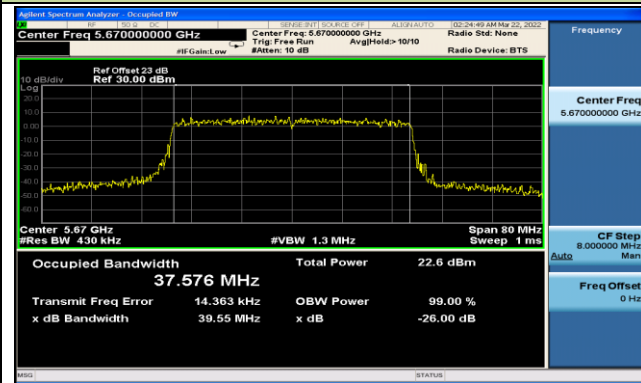 Agilent Spectrum Analyzer - Occupied BW
RF 50 Ω DC SENSE:INT SOURCE OFF ALIGN AUTO 02:24:49 AM Mar 22, 2022
Center Freq 5.670000000 GHz
Center Freq: 5.670000000 GHz
Radio Std: None
Trig: Free Run Avg|Hold:> 10/10
#IFGain:Low #Atten: 10 dB Radio Device: BTS
Ref Offset 23 dB
10 dB/div Ref 30.00 dBm
Log
20.0
10.0
0.00
-10.0
-20.0
-30.0
-40.0
-50.0
-60.0
Center 5.67 GHz Span 80 MHz
#Res BW 430 kHz #VBW 1.3 MHz Sweep 1 ms
Occupied Bandwidth Total Power 22.6 dBm
37.576 MHz
Transmit Freq Error 14.363 kHz OBW Power 99.00 %
x dB Bandwidth 39.55 MHz x dB -26.00 dB
MSG STATUS
Frequency
Center Freq
5.670000000 GHz
CF Step
8.000000 MHz
Auto Man
Freq Offset
0 Hz